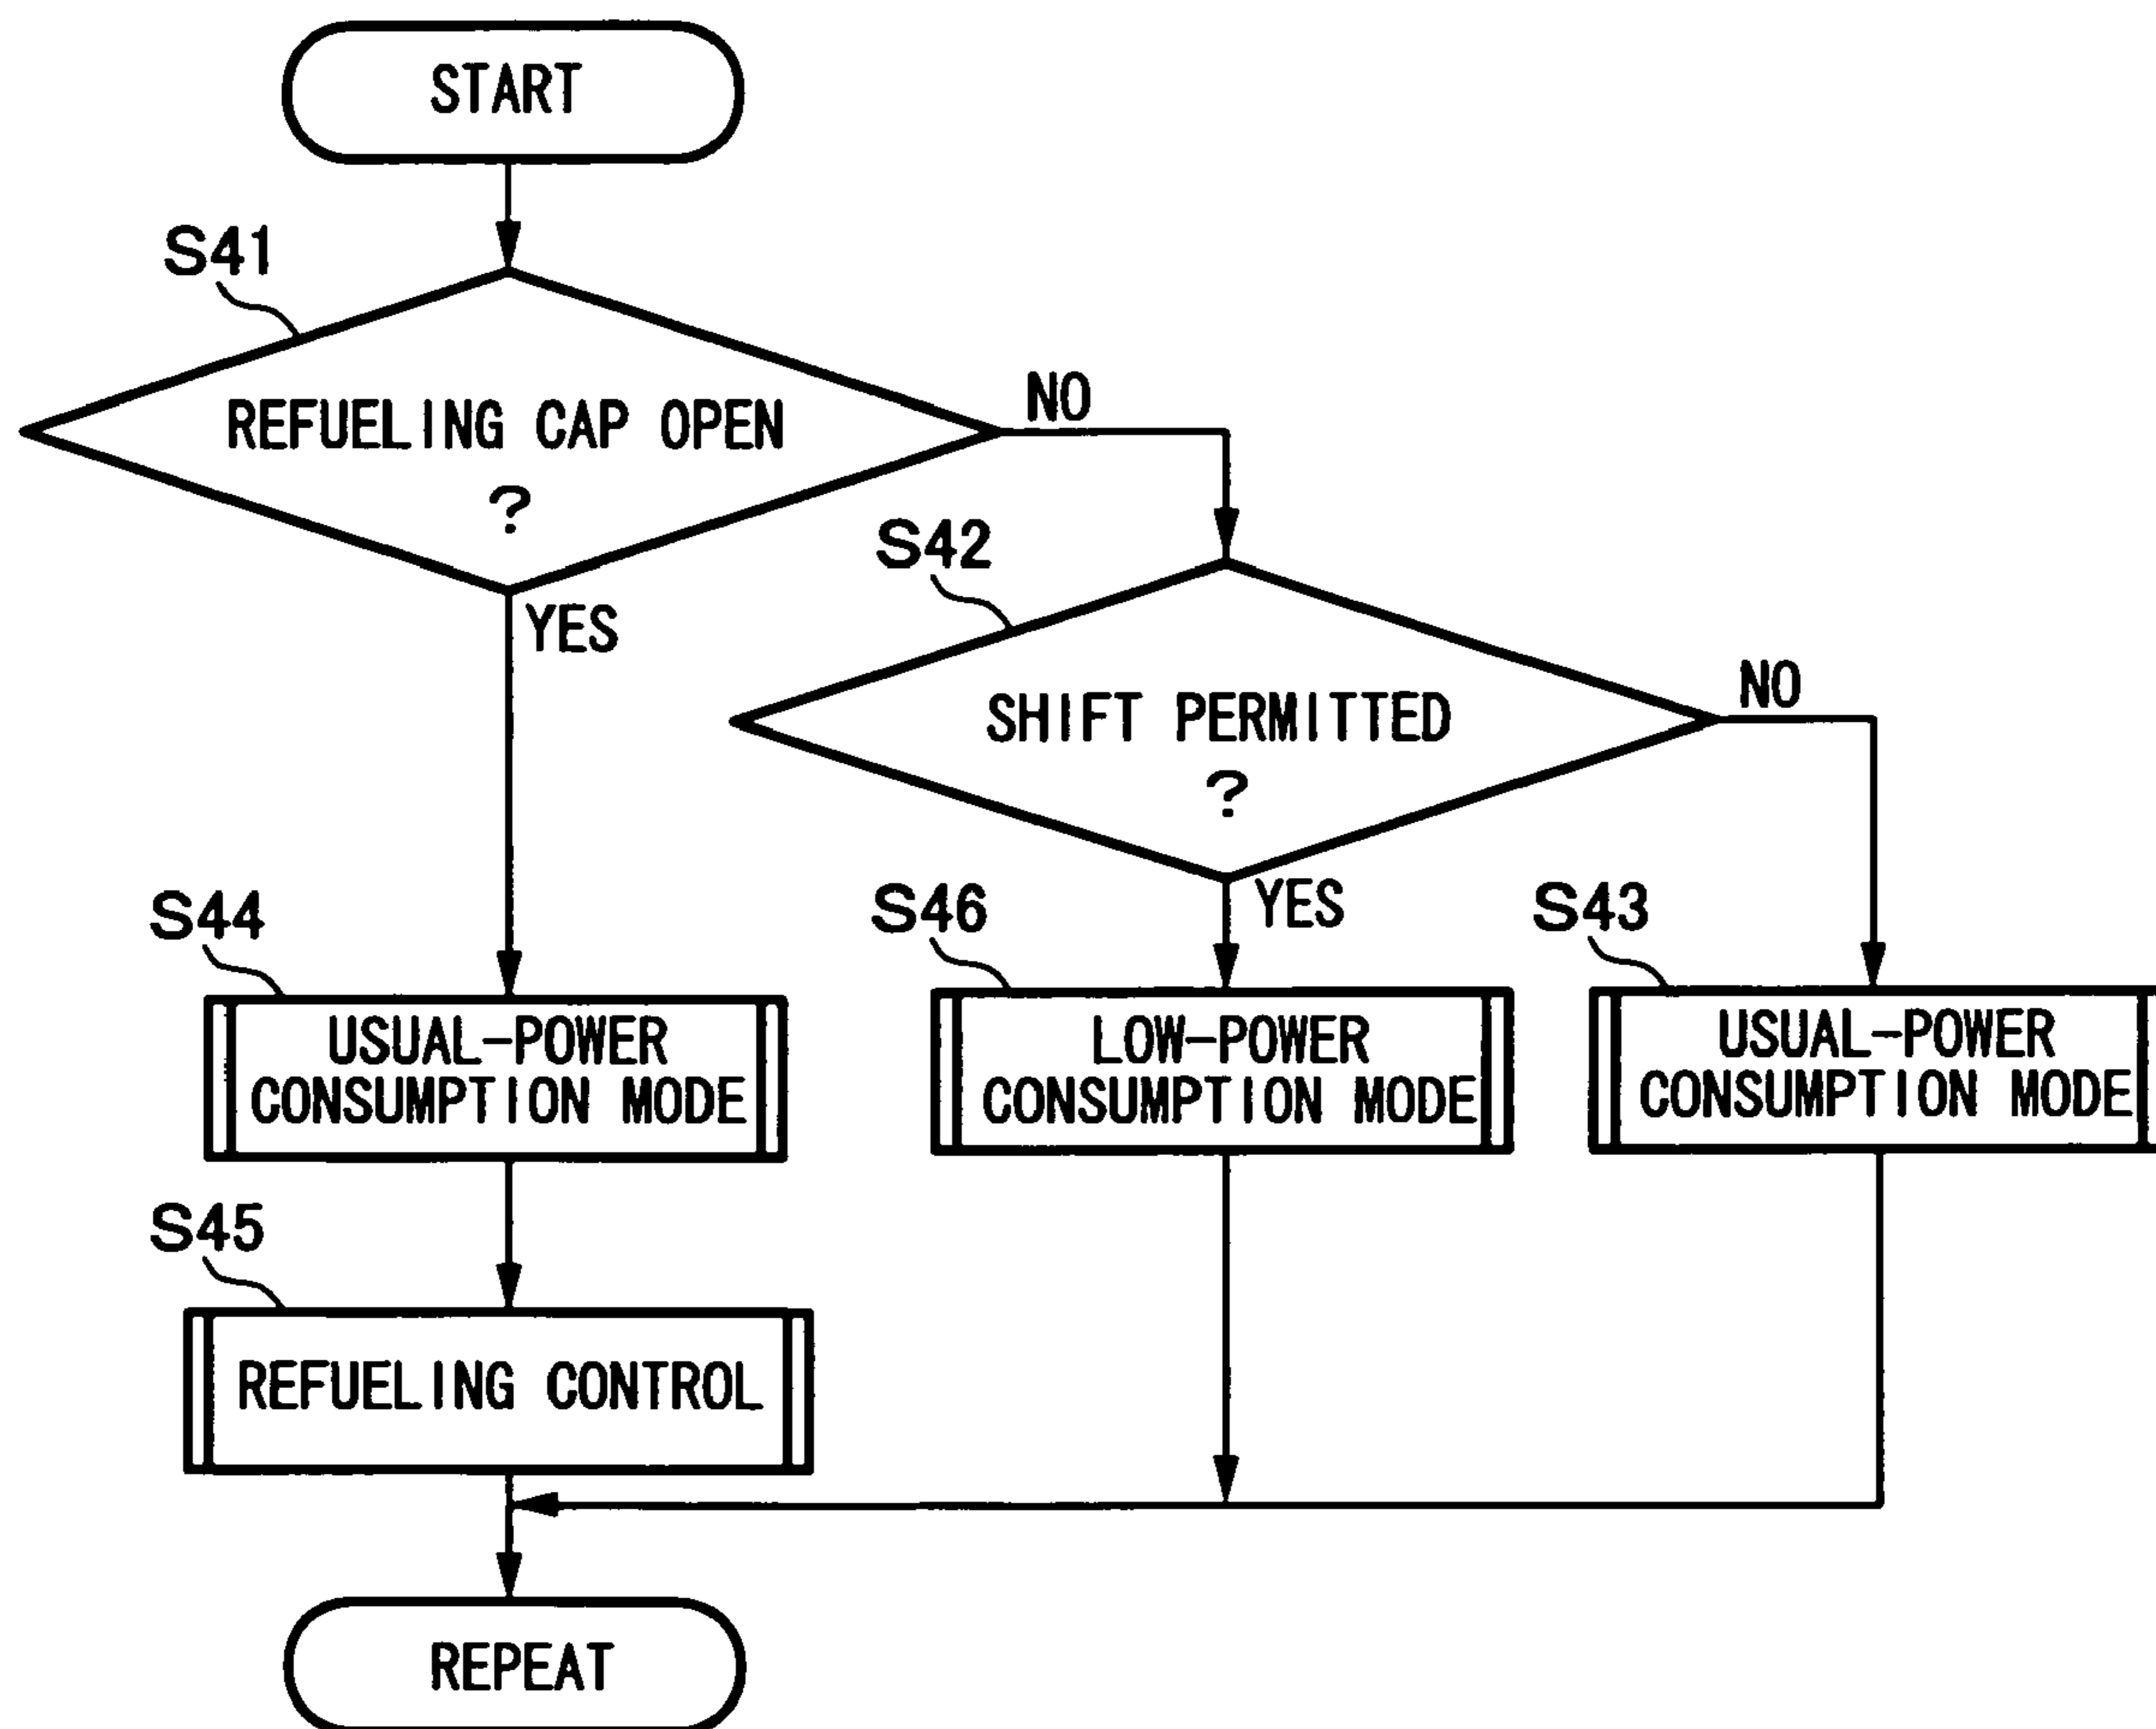 START
S41
REFUELING CAP OPEN
?
NO
YES
S42
SHIFT PERMITTED
?
NO
YES
S44
USUAL-POWER
CONSUMPTION MODE
S46
LOW-POWER
CONSUMPTION MODE
S43
USUAL-POWER
CONSUMPTION MODE
S45
REFUELING CONTROL
REPEAT